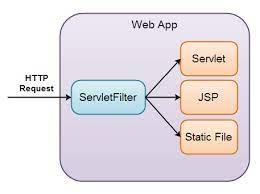 Web App
HTTP
Request
ServletFilter
Servlet
JSP
Static File